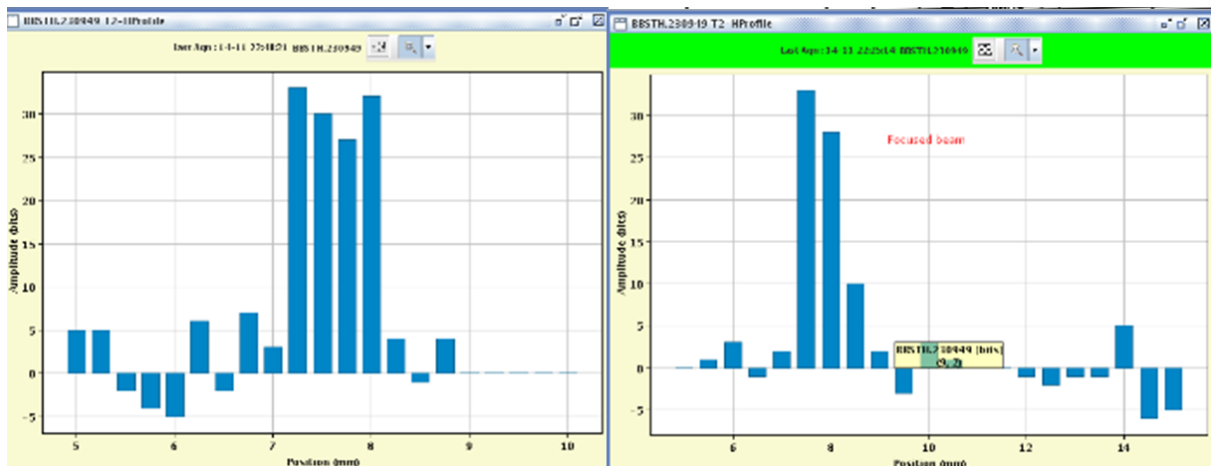 BBSTH.230949 T2-HProfile
BBSTH.230949
Amplitude (bits)
30
25
20
15
10
5
0
-5
5
6
7
8
9
10
Position (mm)
BBSTH.230949 T2-HProfile
BBSTH.230949
Focused beam
BBSTH.230949 [bits]
Amplitude (bits)
30
25
20
15
10
5
0
-5
6
8
10
12
14
Position (mm)